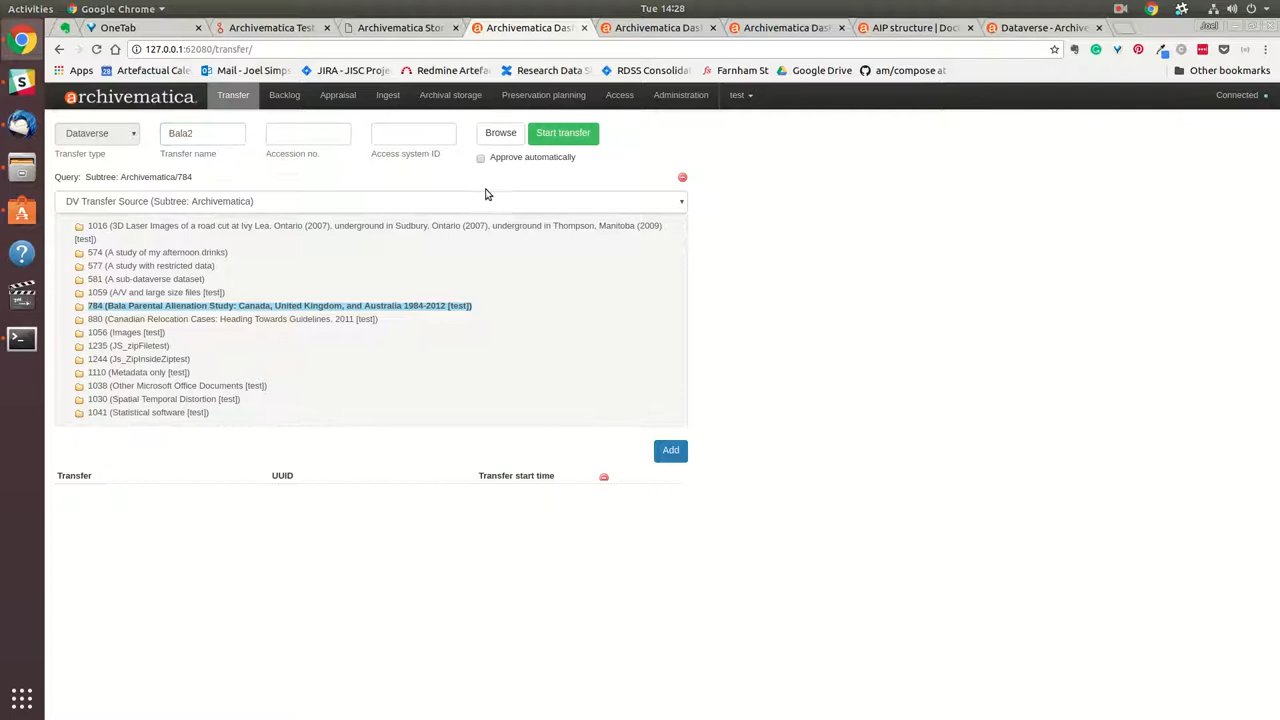 Activities Google Chrome Tue 14:28
OneTab Archivematica Test Archivematica Stor Archivematica Das Archivematica Das Archivematica Das AIP structure | Doc Dataverse - Archive Joel
127.0.0.1:62080/transfer/
Apps Artefactual Cale Mail - Joel Simps JIRA - JISC Proje Redmine Artefa Research Data S RDSS Consolida Farnham St Google Drive am/compose at Other bookmarks
archivematica Transfer Backlog Appraisal Ingest Archival storage Preservation planning Access Administration test Connected
Dataverse Bala2 Browse Start transfer
Transfer type Transfer name Accession no. Access system ID Approve automatically
Query: Subtree: Archivematica/784
DV Transfer Source (Subtree: Archivematica)
1016 (3D Laser Images of a road cut at Ivy Lea, Ontario (2007), underground in Sudbury, Ontario (2007), underground in Thompson, Manitoba (2009)
[test])
574 (A study of my afternoon drinks)
577 (A study with restricted data)
581 (A sub-dataverse dataset)
1059 (A/V and large size files [test])
784 (Bala Parental Alienation Study: Canada, United Kingdom, and Australia 1984-2012 [test])
880 (Canadian Relocation Cases: Heading Towards Guidelines, 2011 [test])
1056 (Images [test])
1235 (JS_zipFiletest)
1244 (Js_ZipInsideZiptest)
1110 (Metadata only [test])
1038 (Other Microsoft Office Documents [test])
1030 (Spatial Temporal Distortion [test])
1041 (Statistical software [test])
Add
Transfer UUID Transfer start time